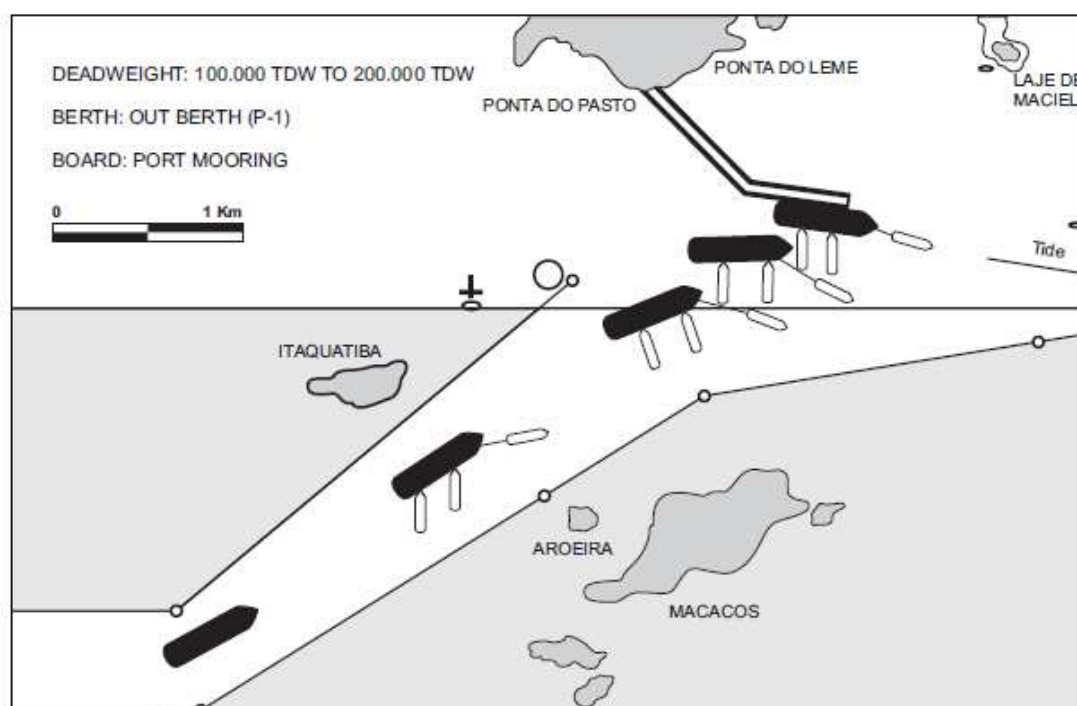 DEADWEIGHT: 100.000 TDW TO 200.000 TDW
BERTH: OUT BERTH (P-1)
BOARD: PORT MOORING
0 1 Km
PONTA DO LEME
PONTA DO PASTO
LAJE DE
MACIEL
Tide
ITAQUATIBA
AROEIRA
MACACOS